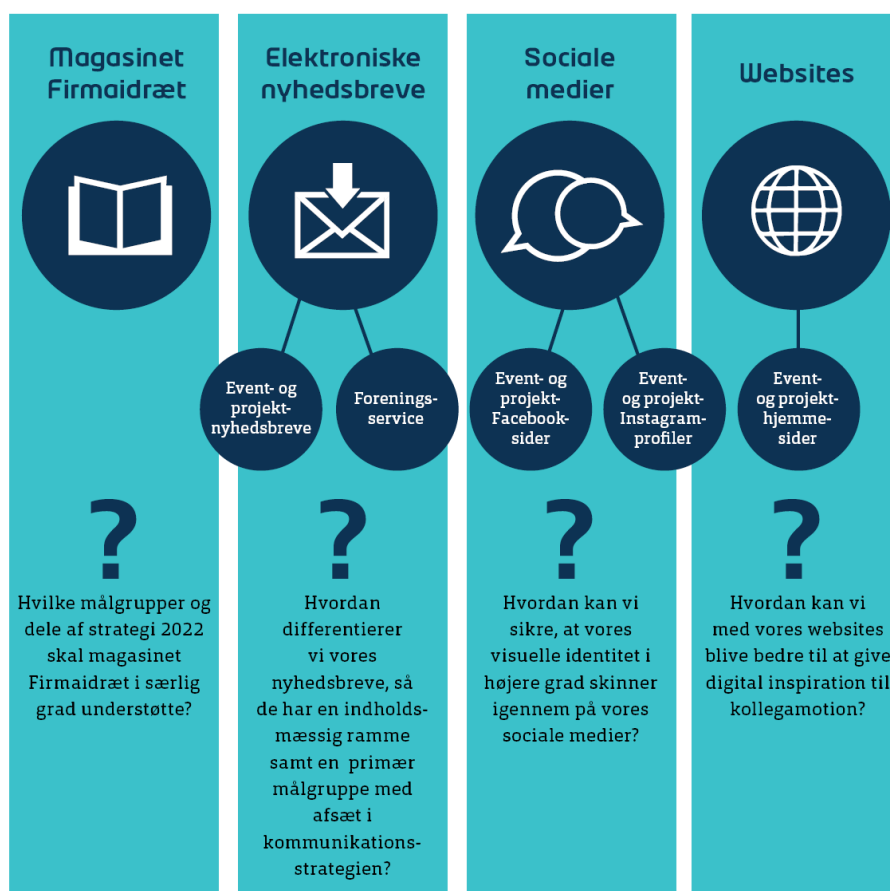 Magasinet
Firmaidræt
Elektroniske
nyhedsbreve
Sociale
medier
Websites
Event- og
projekt-
nyhedsbreve
Forenings-
service
Event- og
projekt-
Facebook-
sider
Event-
og projekt-
Instagram-
profiler
Event-
og projekt-
hjemme-
sider
?
Hvilke målgrupper og
dele af strategi 2022
skal magasinet
Firmaidræt i særlig
grad understøtte?
?
Hvordan
differentierer
vi vores
nyhedsbreve, så
de har en indholds-
mæssig ramme
samt en primær
målgruppe med
afsæt i
kommunikations-
strategien?
?
Hvordan kan vi
sikre, at vores
visuelle identitet i
højere grad skinner
igennem på vores
sociale medier?
?
Hvordan kan vi
med vores websites
blive bedre til at give
digital inspiration til
kollegamotion?